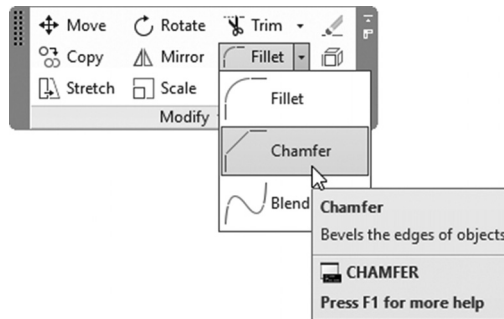 Move Rotate Trim
Copy Mirror Fillet
Stretch Scale
Modify
Fillet
Chamfer
Blend
Chamfer
Bevels the edges of objects
CHAMFER
Press F1 for more help